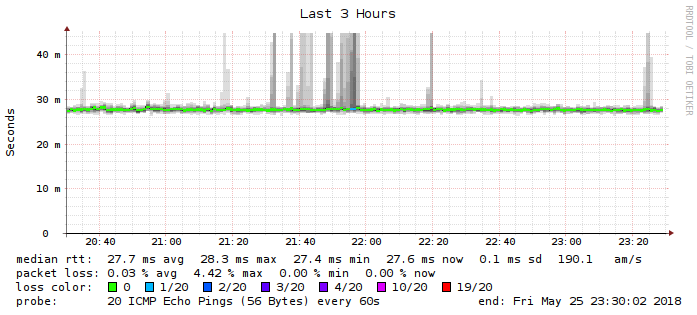 Last 3 Hours
RRDTOOL / TOBI OETIKER
Seconds
40 m
30 m
20 m
10 m
0
20:40 21:00 21:20 21:40 22:00 22:20 22:40 23:00 23:20
median rtt: 27.7 ms avg 28.3 ms max 27.4 ms min 27.6 ms now 0.1 ms sd 190.1 am/s
packet loss: 0.03 % avg 4.42 % max 0.00 % min 0.00 % now
loss color: 0 1/20 2/20 3/20 4/20 10/20 19/20
probe: 20 ICMP Echo Pings (56 Bytes) every 60s end: Fri May 25 23:30:02 2018